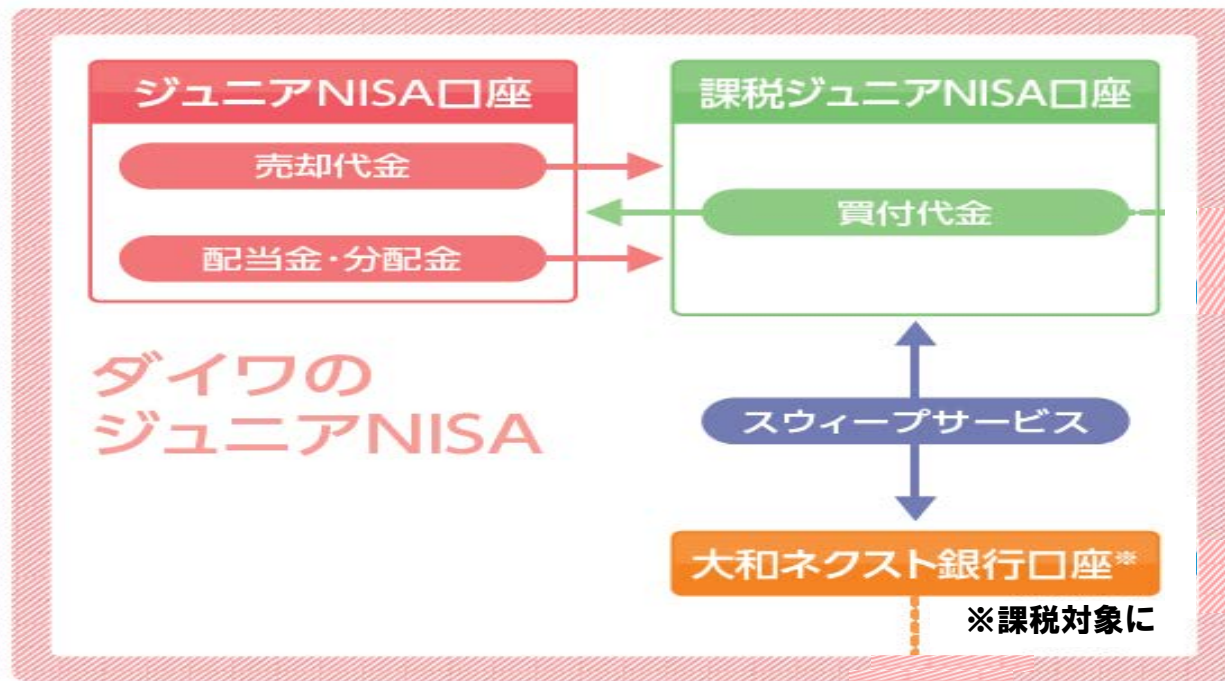 ジュニアNISA口座
売却代金
配当金・分配金
課税ジュニアNISA口座
買付代金
ダイワの
ジュニアNISA
スウィープサービス
大和ネクスト銀行口座※
※課税対象に